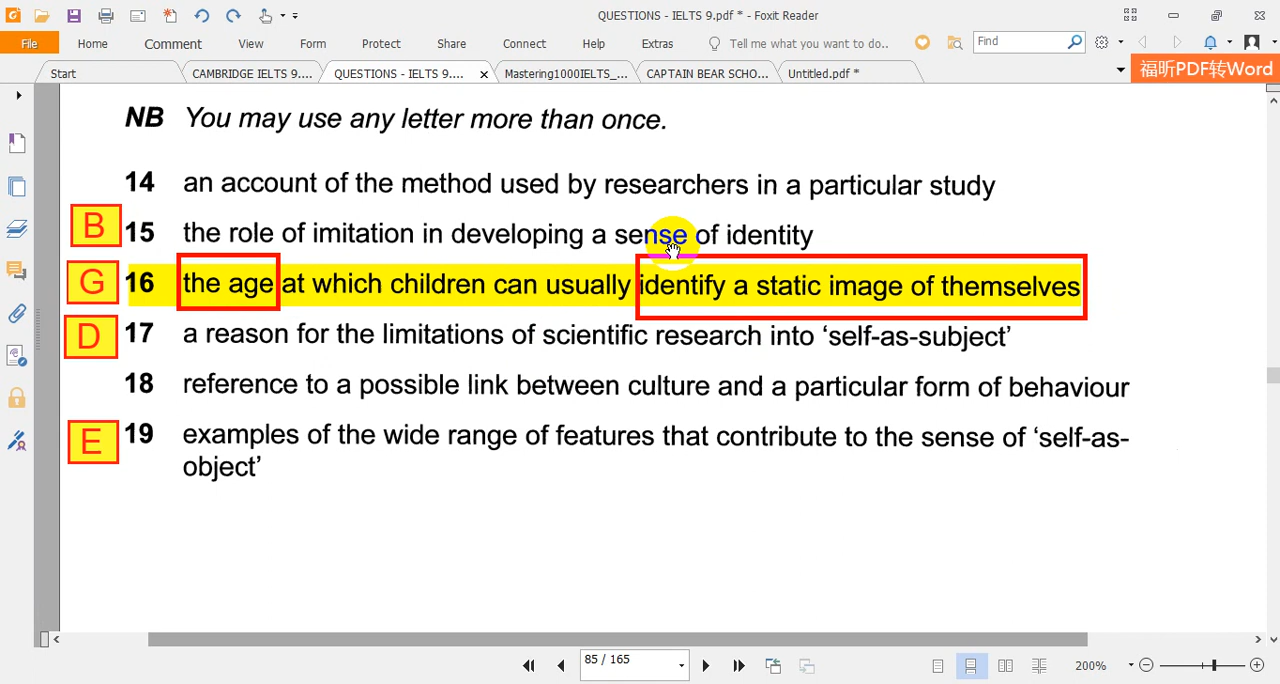 QUESTIONS - IELTS 9.pdf * - Foxit Reader
File Home Comment View Form Protect Share Connect Help Extras Tell me what you want to do.. Find
Start CAMBRIDGE IELTS 9.... QUESTIONS - IELTS 9.... Mastering1000IELTS_... CAPTAIN BEAR SCHO... Untitled.pdf *
福昕PDF转Word
NB You may use any letter more than once.
14 an account of the method used by researchers in a particular study
B 15 the role of imitation in developing a sense of identity
G 16 the age at which children can usually identify a static image of themselves
D 17 a reason for the limitations of scientific research into ‘self-as-subject’
18 reference to a possible link between culture and a particular form of behaviour
E 19 examples of the wide range of features that contribute to the sense of ‘self-as-
object’
85 / 165
200%